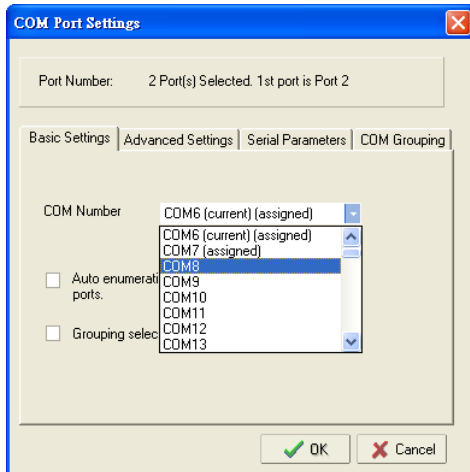 COM Port Settings
Port Number: 2 Port(s) Selected. 1st port is Port 2
Basic Settings Advanced Settings Serial Parameters COM Grouping
COM Number COM6 (current) (assigned)
COM6 (current) (assigned)
COM7 (assigned)
COM8
COM9
COM10
COM11
COM12
COM13
Auto
ports.
Grouping
OK Cancel